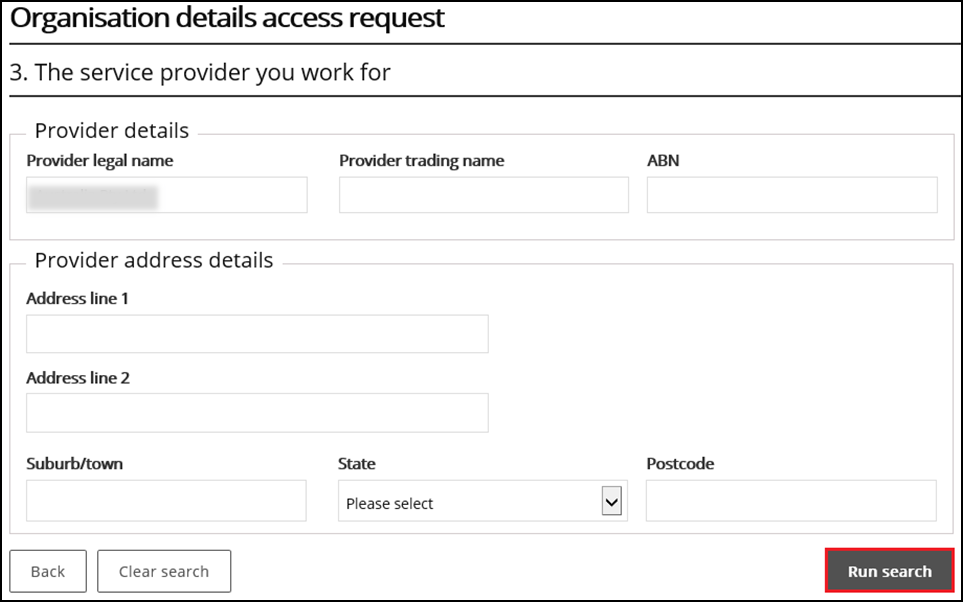 Organisation details access request
3. The service provider you work for
Provider details
Provider legal name Provider trading name ABN
Provider address details
Address line 1
Address line 2
Suburb/town State Postcode
Please select
Back Clear search Run search